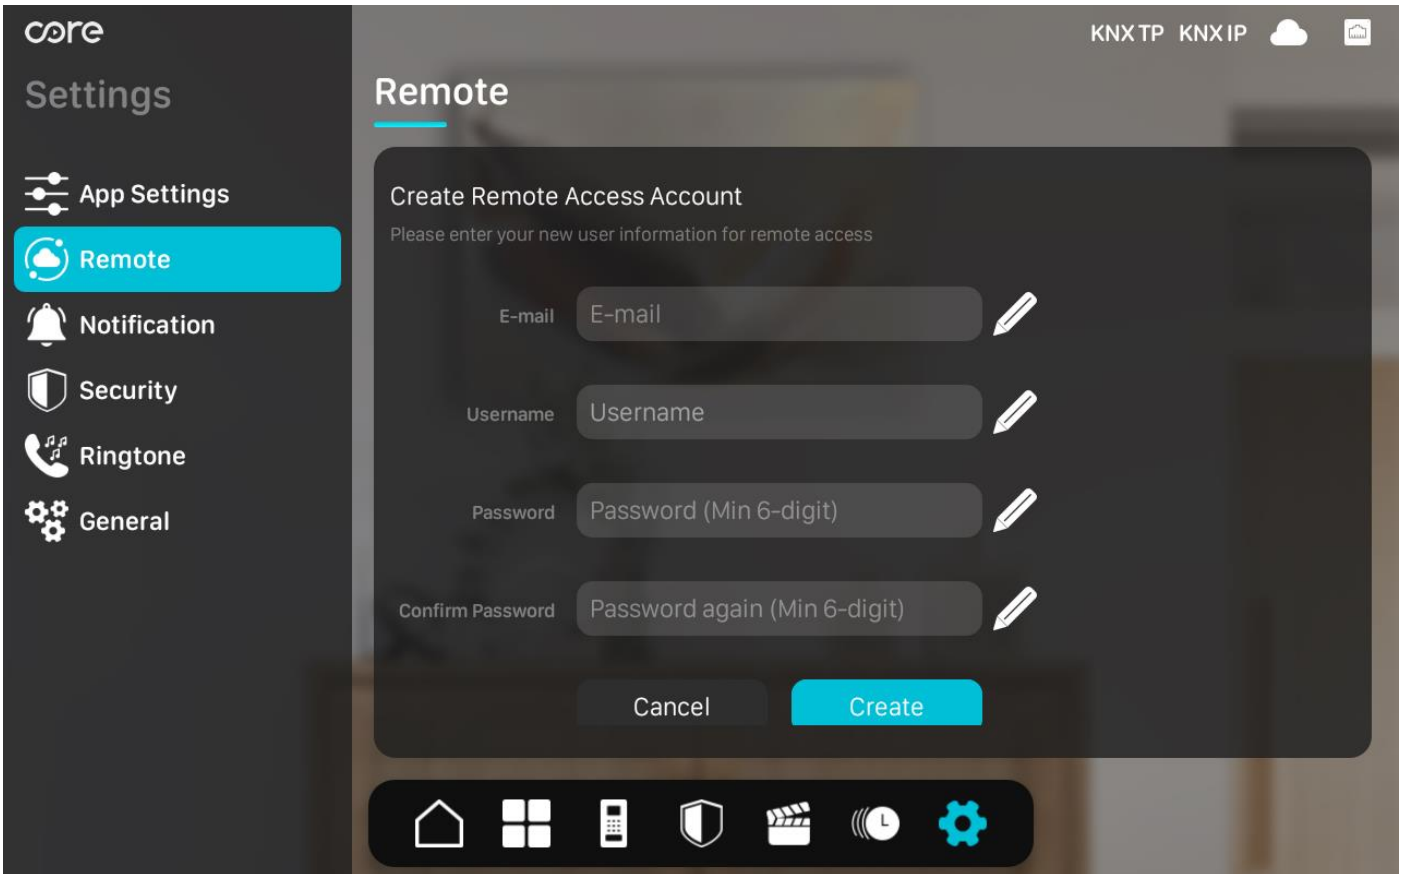 core
KNX TP KNX IP
Settings
Remote
App Settings
Remote
Notification
Security
Ringtone
General
Create Remote Access Account
Please enter your new user information for remote access
E-mail E-mail
Username Username
Password Password (Min 6-digit)
Confirm Password Password again (Min 6-digit)
Cancel Create